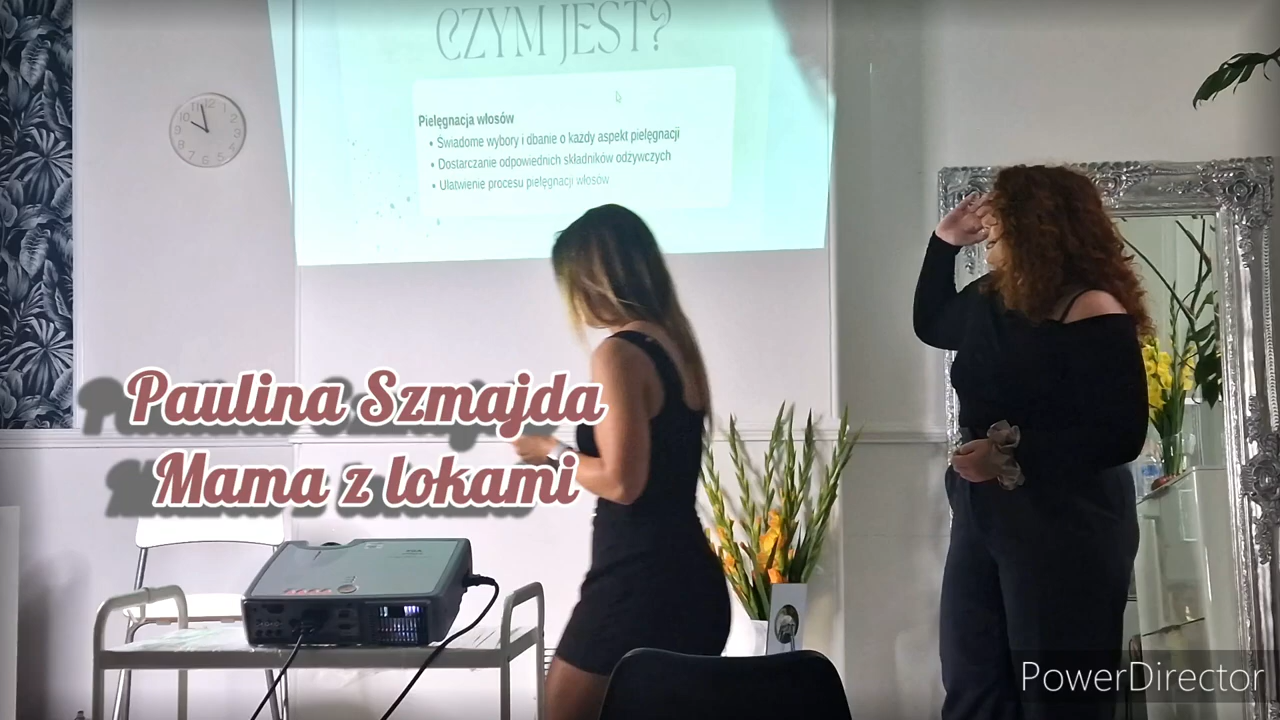 CZYM JEST?
Pielęgnacja włosów
• Świadome wybory i dbanie o każdy aspekt pielęgnacji
• Dostarczanie odpowiednich składników odżywczych
• Ułatwienie procesu pielęgnacji włosów
Paulina Szmajda
Mama z lokami
PowerDirector